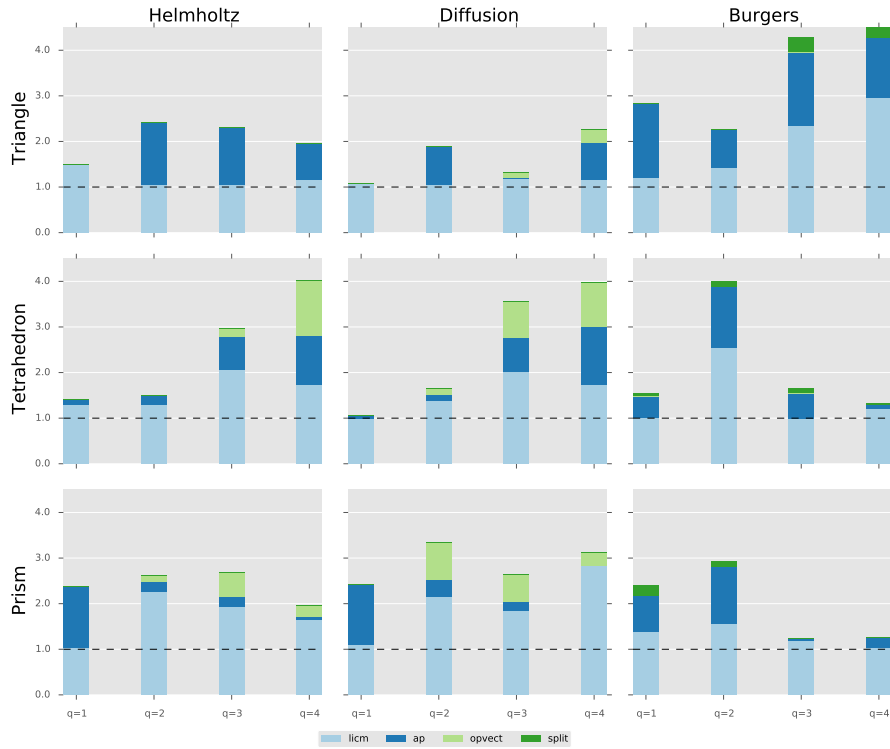 Helmholtz Diffusion Burgers
Triangle
4.0
3.0
2.0
1.0
0.0
Tetrahedron
4.0
3.0
2.0
1.0
0.0
Prism
4.0
3.0
2.0
1.0
0.0
q=1 q=2 q=3 q=4 q=1 q=2 q=3 q=4 q=1 q=2 q=3 q=4
licm ap opvect split